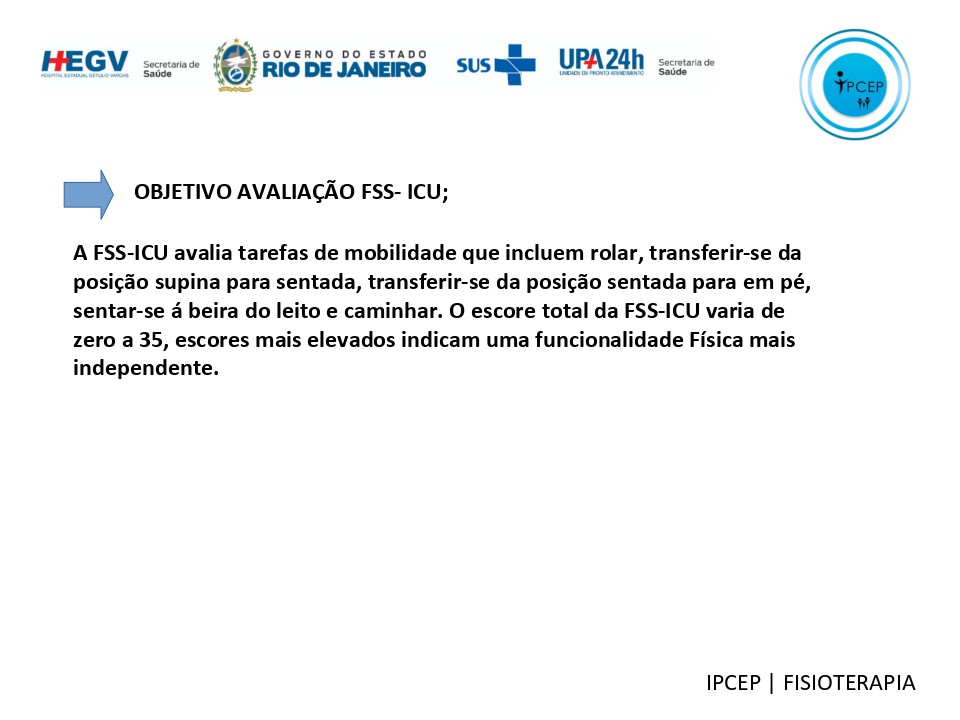 HEGV
HOSPITAL ESTADUAL GETÚLIO VARGAS
Secretaria de
Saúde
GOVERNO DO ESTADO
RIO DE JANEIRO
SUS
UPA 24h
UNIDADE DE PRONTO ATENDIMENTO
Secretaria de
Saúde
IPCEP
OBJETIVO AVALIAÇÃO FSS- ICU;
A FSS-ICU avalia tarefas de mobilidade que incluem rolar, transferir-se da
posição supina para sentada, transferir-se da posição sentada para em pé,
sentar-se á beira do leito e caminhar. O escore total da FSS-ICU varia de
zero a 35, escores mais elevados indicam uma funcionalidade Física mais
independente.
IPCEP | FISIOTERAPIA